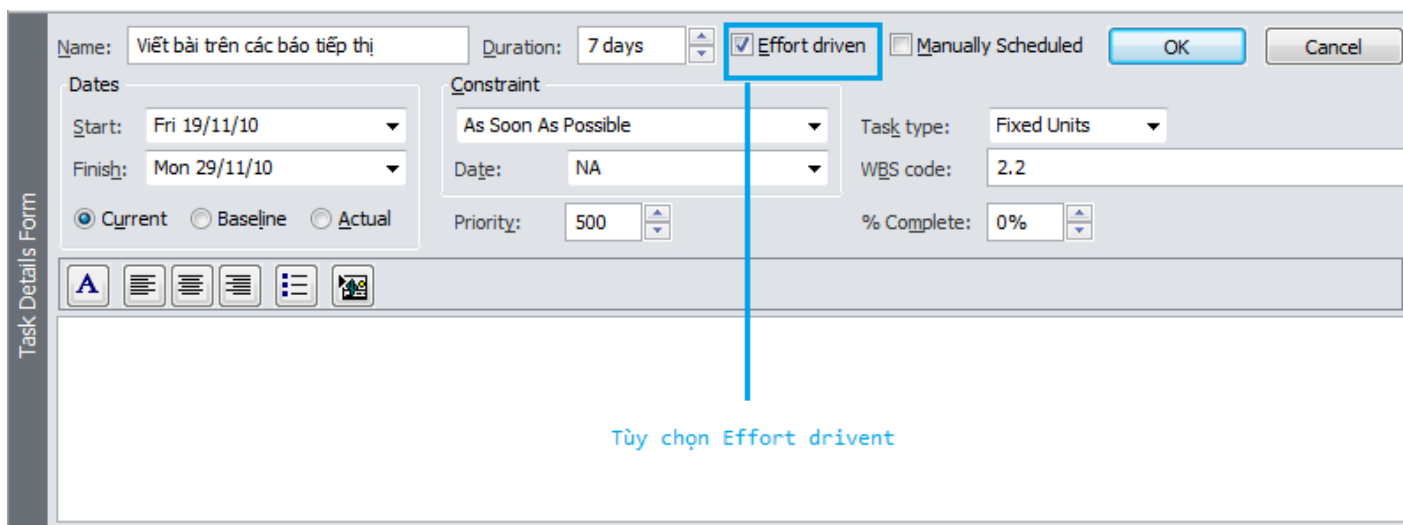 Name: Viết bài trên các báo tiếp thị Duration: 7 days Effort driven Manually Scheduled OK Cancel
Dates Constraint
Start: Fri 19/11/10 As Soon As Possible Task type: Fixed Units
Finish: Mon 29/11/10 Date: NA WBS code: 2.2
Current Baseline Actual Priority: 500 % Complete: 0%
Task Details Form
A
Tùy chọn Effort drivent